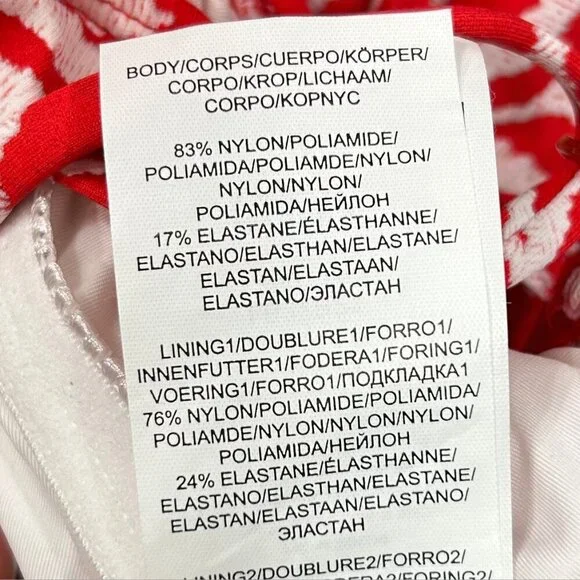 BODY/CORPS/CUERPO/KÖRPER/
CORPO/KROP/LICHAAM/
CORPO/КОРПУС
83% NYLON/POLIAMIDE/
POLIAMIDA/POLIAMDE/NYLON/
NYLON/NYLON/
POLIAMIDA/НЕЙЛОН
17% ELASTANE/ÉLASTHANNE/
ELASTANO/ELASTHAN/ELASTANE/
ELASTAN/ELASTAAN/
ELASTANO/ЭЛАСТАН
LINING1/DOUBLURE1/FORRO1/
INNENFUTTER1/FODERA1/FORING1/
VOERING1/FORRO1/ПОДКЛАДКА1
76% NYLON/POLIAMIDE/POLIAMIDA/
POLIAMDE/NYLON/NYLON/NYLON/
POLIAMIDA/НЕЙЛОН
24% ELASTANE/ÉLASTHANNE/
ELASTANO/ELASTHAN/ELASTANE/
ELASTAN/ELASTAAN/ELASTANO/
ЭЛАСТАН
LINING2/DOUBLURE2/FORRO2/